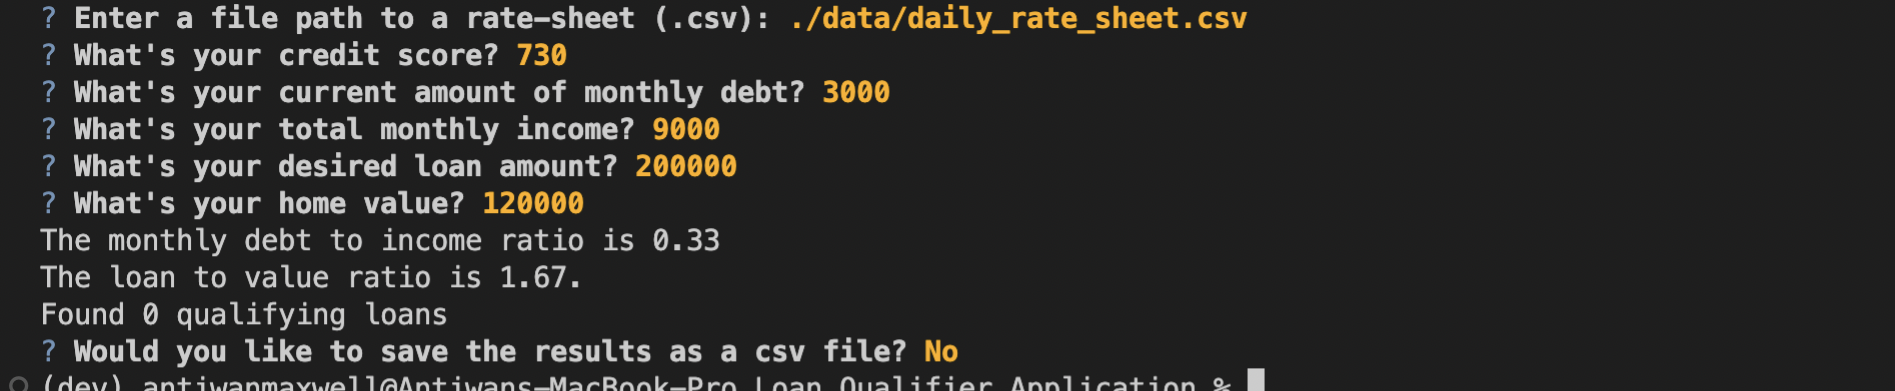 ? Enter a file path to a rate-sheet (.csv): ./data/daily_rate_sheet.csv
? What's your credit score? 730
? What's your current amount of monthly debt? 3000
? What's your total monthly income? 9000
? What's your desired loan amount? 200000
? What's your home value? 120000
The monthly debt to income ratio is 0.33
The loan to value ratio is 1.67.
Found 0 qualifying loans
? Would you like to save the results as a csv file? No
(dev) antiwanmaxwell@Antiwans-MacBook-Pro Loan Qualifier Application %